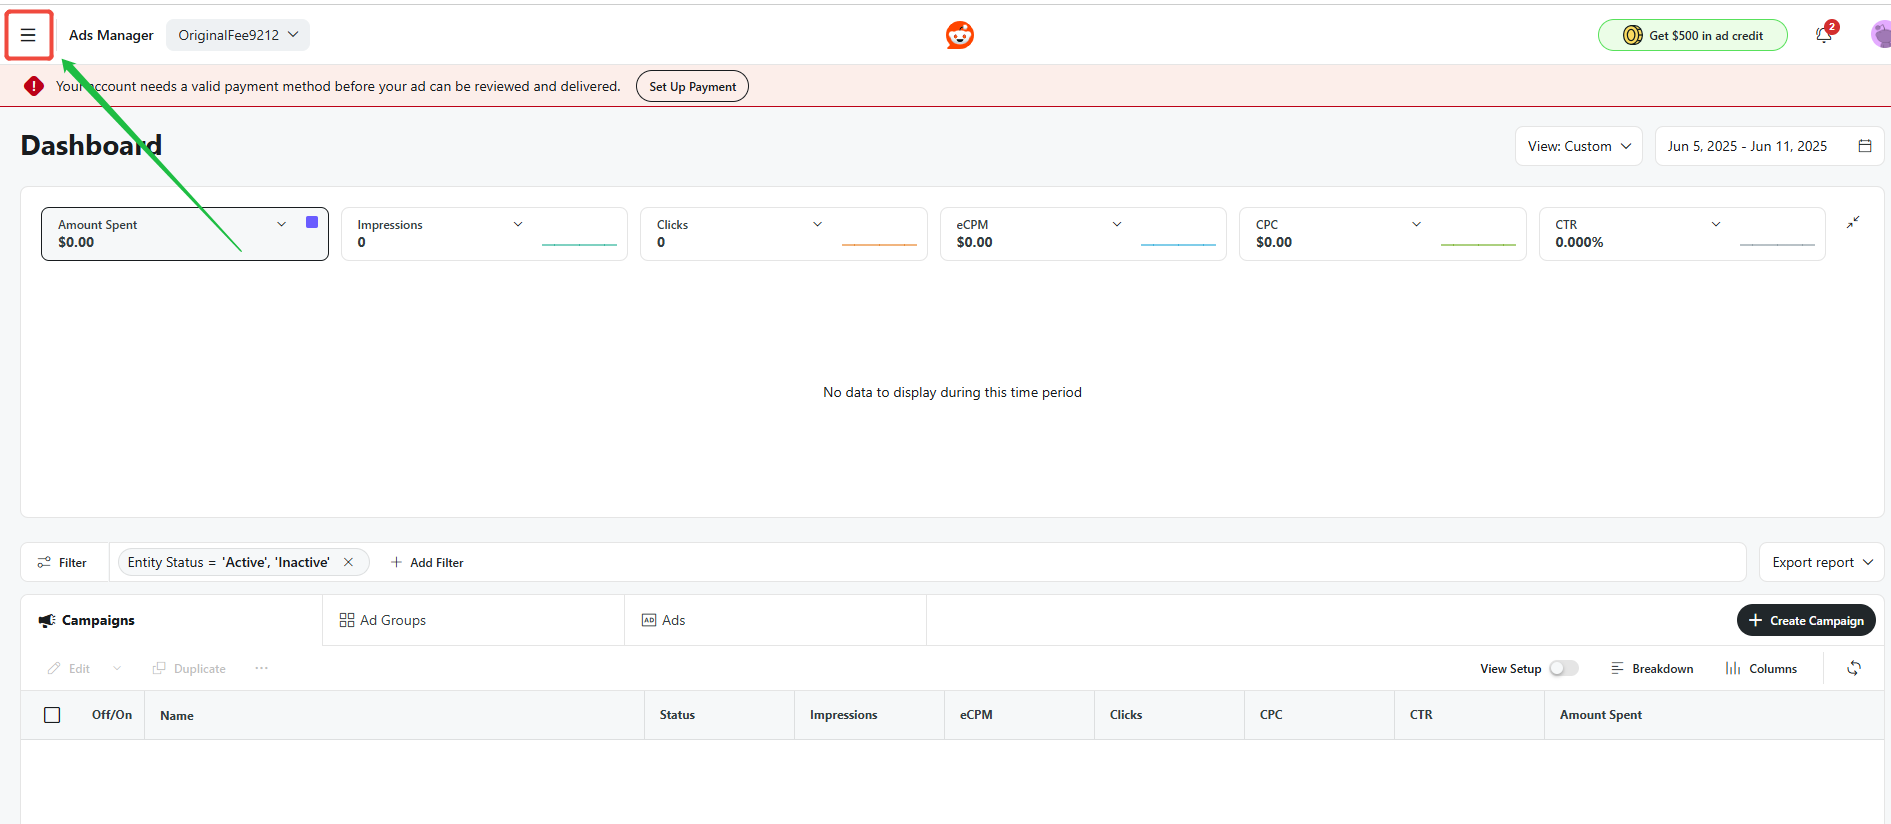 Ads Manager
OriginalFee9212
Get $500 in ad credit
2
Your account needs a valid payment method before your ad can be reviewed and delivered.
Set Up Payment
Dashboard
View: Custom
Jun 5, 2025 - Jun 11, 2025
Amount Spent
$0.00
Impressions
0
Clicks
0
eCPM
$0.00
CPC
$0.00
CTR
0.000%
No data to display during this time period
Filter
Entity Status = 'Active', 'Inactive'
Add Filter
Export report
Campaigns
Ad Groups
AD
Ads
Create Campaign
Edit
Duplicate
View Setup
Breakdown
Columns
Off/On
Name
Status
Impressions
eCPM
Clicks
CPC
CTR
Amount Spent